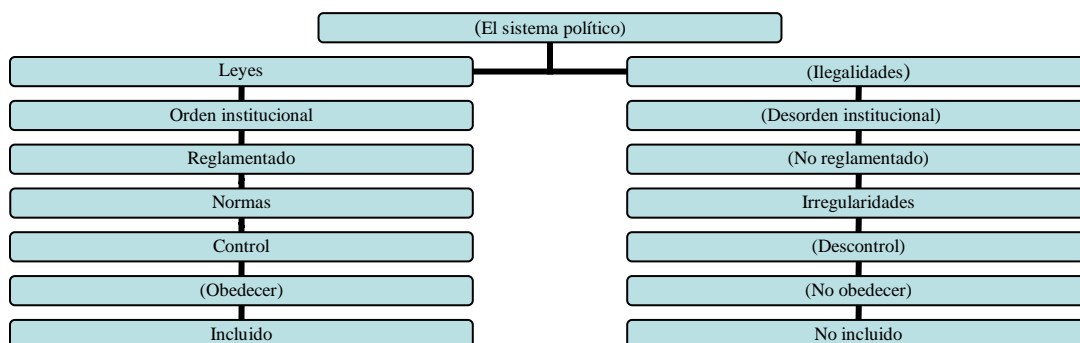 (El sistema político)
Leyes
(Ilegalidades)
Orden institucional
(Desorden institucional)
Reglamentado
(No reglamentado)
Normas
Irregularidades
Control
(Descontrol)
(Obedecer)
(No obedecer)
Incluido
No incluido